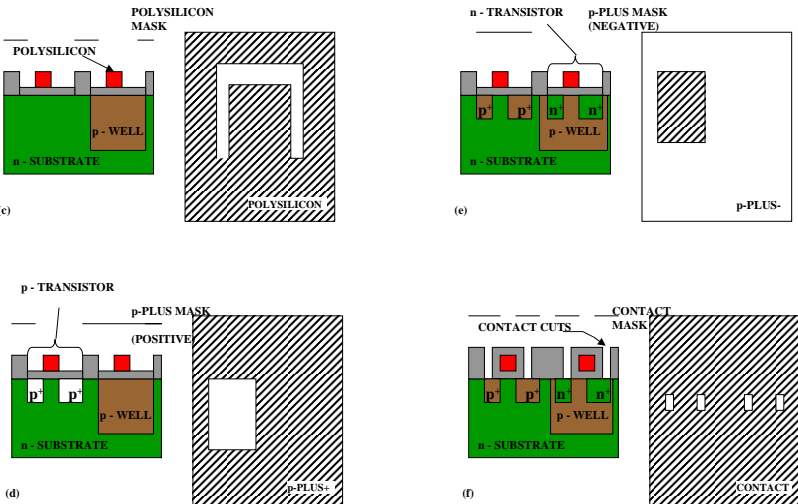 POLYSILICON
MASK
POLYSILICON
p - WELL
n - SUBSTRATE
POLYSILICON
(c)
n - TRANSISTOR
p-PLUS MASK
(NEGATIVE)
p+
p+
n+
n+
p - WELL
n - SUBSTRATE
p-PLUS-
(e)
p - TRANSISTOR
p-PLUS MASK
(POSITIVE)
p+
p+
p - WELL
n - SUBSTRATE
p-PLUS+
(d)
CONTACT
MASK
CONTACT CUTS
p+
p+
n+
n+
p - WELL
n - SUBSTRATE
CONTACT
(f)